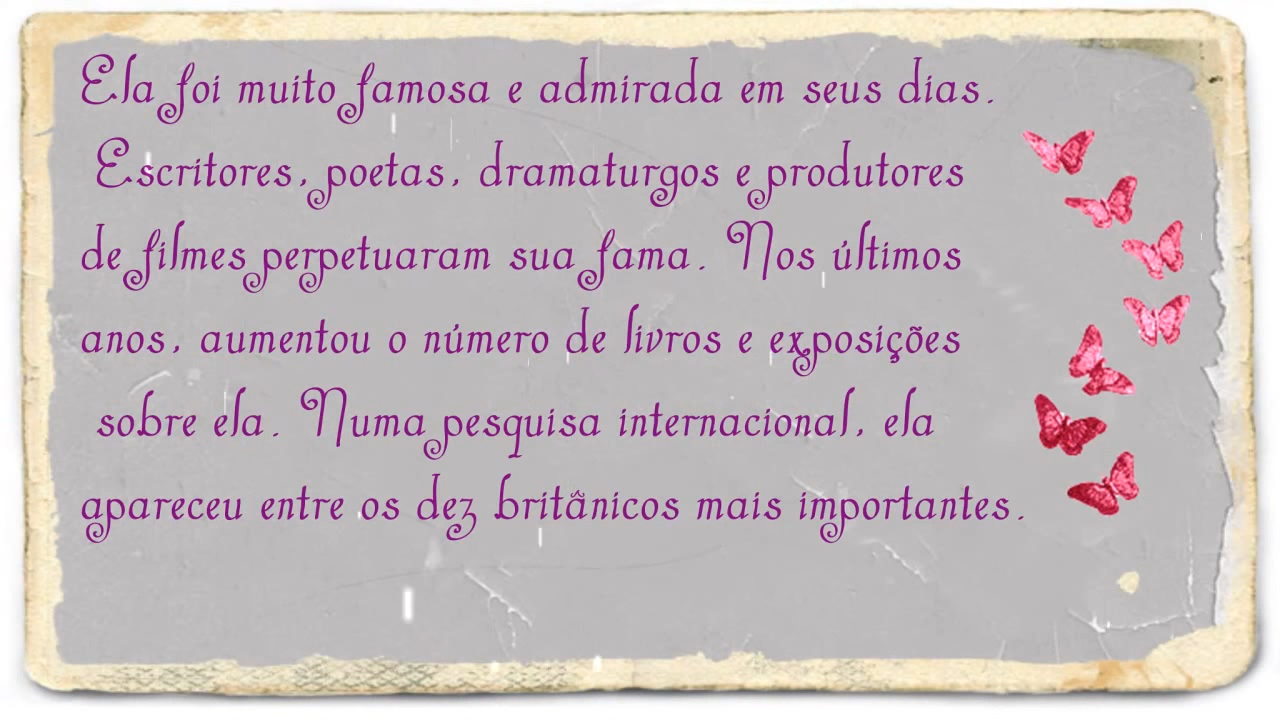 Ela foi muito famosa e admirada em seus dias.
Escritores, poetas, dramaturgos e produtores
de filmes perpetuaram sua fama. Nos últimos
anos, aumentou o número de livros e exposições
sobre ela. Numa pesquisa internacional, ela
apareceu entre os dez britânicos mais importantes.